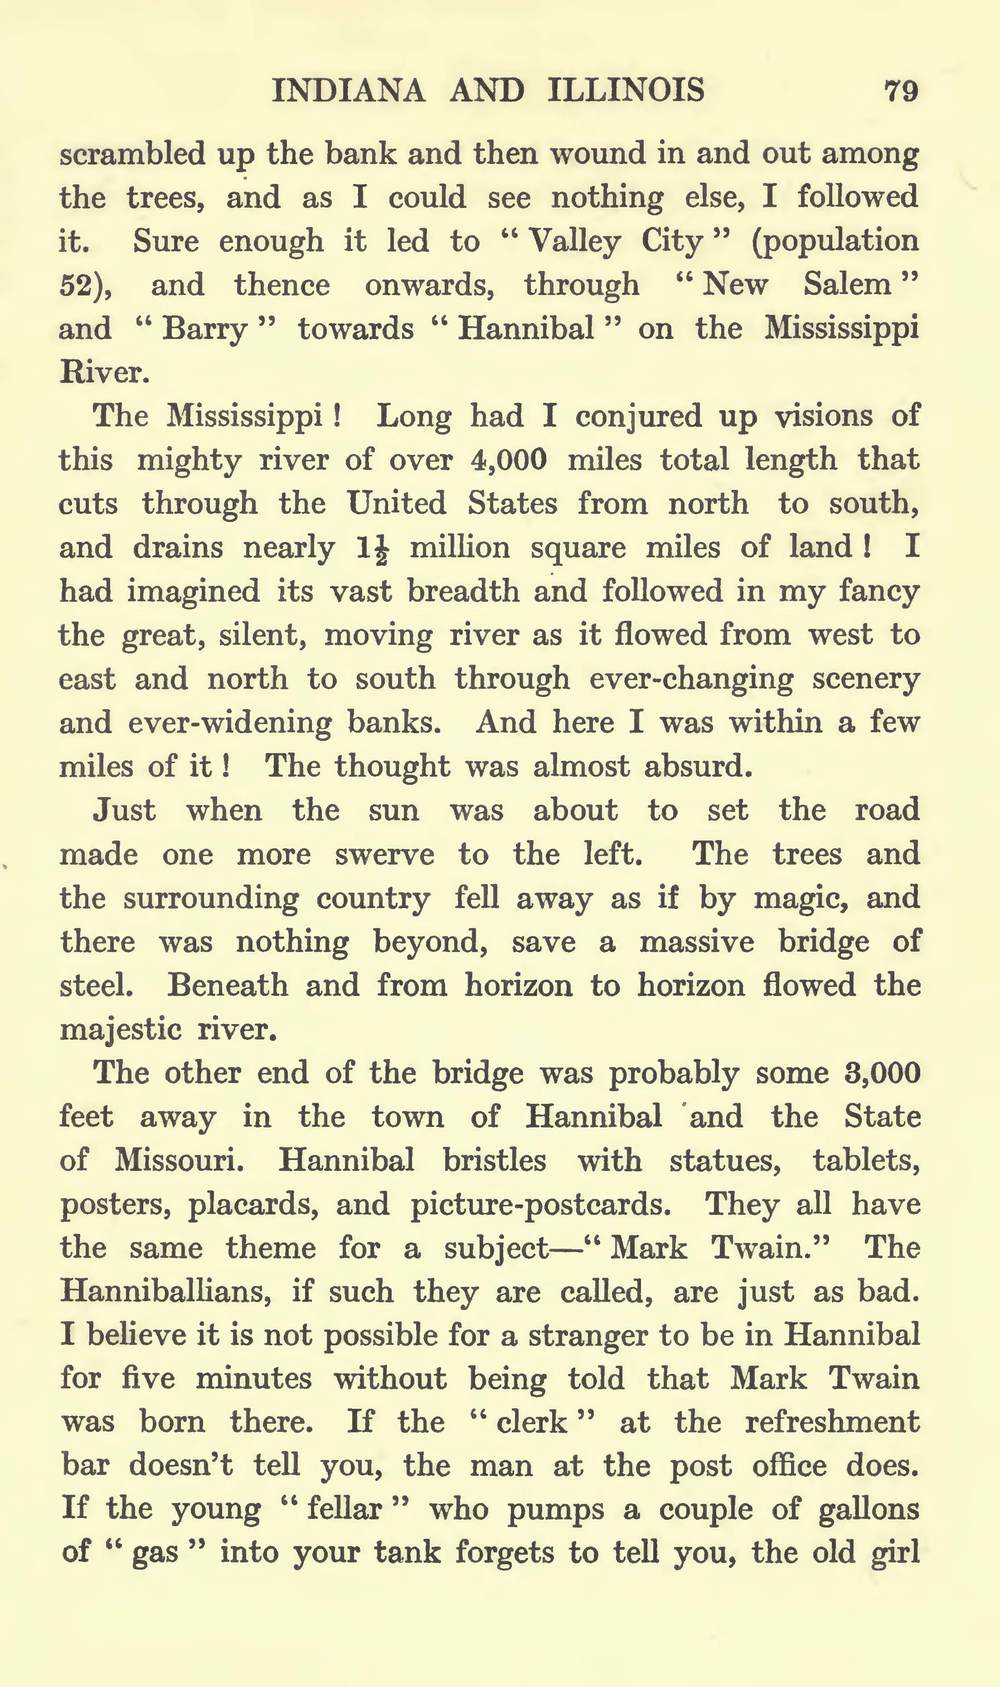 INDIANA AND ILLINOIS 79
scrambled up the bank and then wound in and out among
the trees, and as I could see nothing else, I followed
it. Sure enough it led to “ Valley City ” (population
52), and thence onwards, through “ New Salem ”
and “ Barry ” towards “ Hannibal ” on the Mississippi
River.
The Mississippi ! Long had I conjured up visions of
this mighty river of over 4,000 miles total length that
cuts through the United States from north to south,
and drains nearly 1½ million square miles of land ! I
had imagined its vast breadth and followed in my fancy
the great, silent, moving river as it flowed from west to
east and north to south through ever-changing scenery
and ever-widening banks. And here I was within a few
miles of it ! The thought was almost absurd.
Just when the sun was about to set the road
made one more swerve to the left. The trees and
the surrounding country fell away as if by magic, and
there was nothing beyond, save a massive bridge of
steel. Beneath and from horizon to horizon flowed the
majestic river.
The other end of the bridge was probably some 3,000
feet away in the town of Hannibal and the State
of Missouri. Hannibal bristles with statues, tablets,
posters, placards, and picture-postcards. They all have
the same theme for a subject—“ Mark Twain.” The
Hanniballians, if such they are called, are just as bad.
I believe it is not possible for a stranger to be in Hannibal
for five minutes without being told that Mark Twain
was born there. If the “ clerk ” at the refreshment
bar doesn’t tell you, the man at the post office does.
If the young “ fellar ” who pumps a couple of gallons
of “ gas ” into your tank forgets to tell you, the old girl